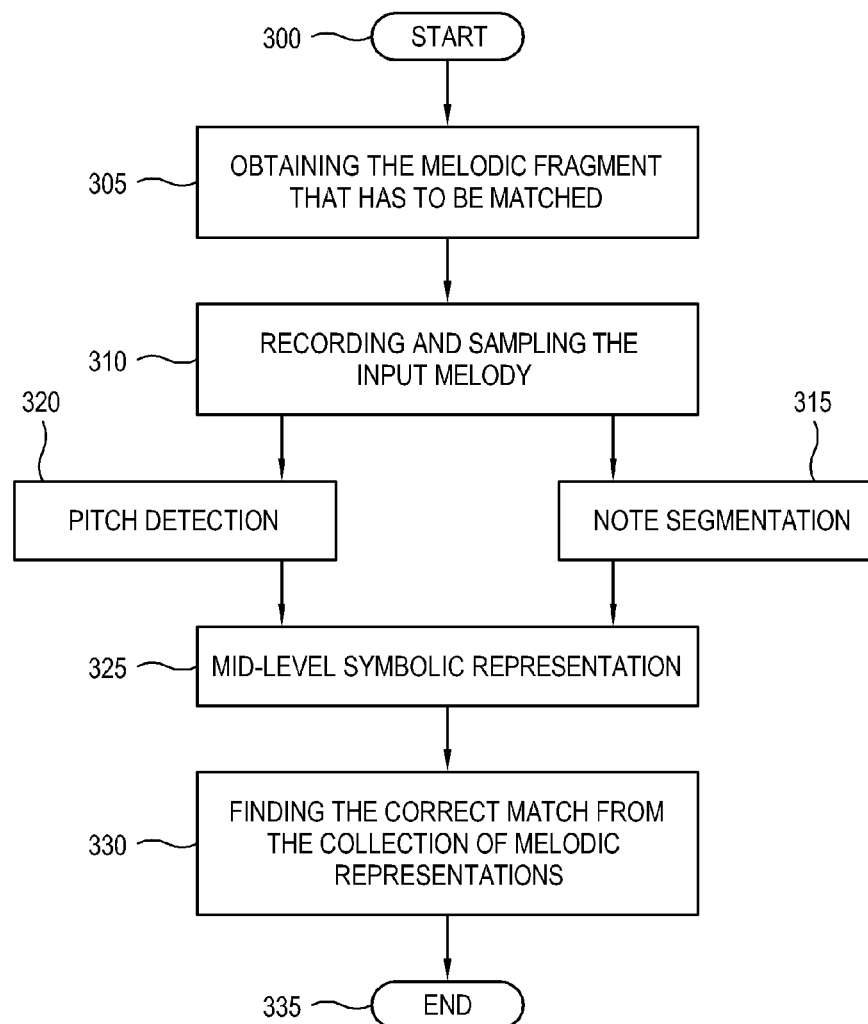 300
START
305
OBTAINING THE MELODIC FRAGMENT
THAT HAS TO BE MATCHED
310
RECORDING AND SAMPLING THE
INPUT MELODY
320
315
PITCH DETECTION
NOTE SEGMENTATION
325
MID-LEVEL SYMBOLIC REPRESENTATION
330
FINDING THE CORRECT MATCH FROM
THE COLLECTION OF MELODIC
REPRESENTATIONS
335
END